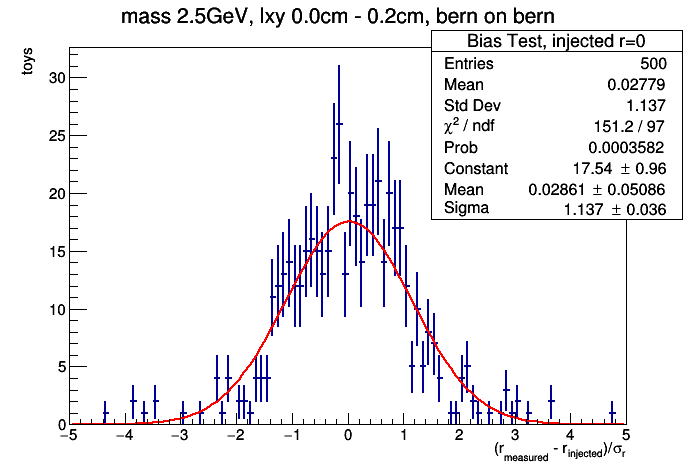 mass 2.5GeV, lxy 0.0cm - 0.2cm, bern on bern
Bias Test, injected r=0
Entries 500
Mean 0.02779
Std Dev 1.137
χ² / ndf 151.2 / 97
Prob 0.0003582
Constant 17.54 ± 0.96
Mean 0.02861 ± 0.05086
Sigma 1.137 ± 0.036
toys
30
25
20
15
10
5
0
−5 −4 −3 −2 −1 0 1 2 3 4 5
(r_measured - r_injected)/σ_r